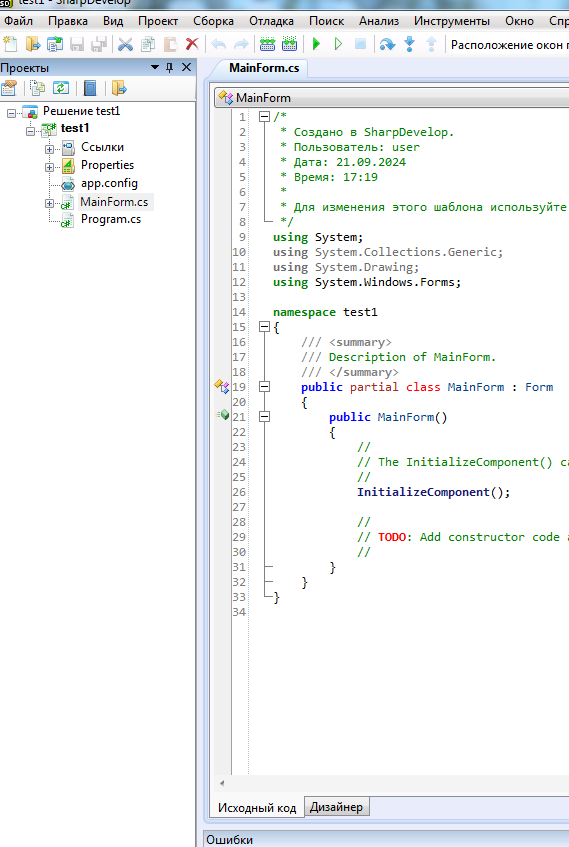 test1 - SharpDevelop
Файл Правка Вид Проект Сборка Отладка Поиск Анализ Инструменты Окно Спр
Расположение окон п
Проекты
MainForm.cs
MainForm
Решение test1
test1
Ссылки
Properties
app.config
MainForm.cs
Program.cs
1 /*
2  * Создано в SharpDevelop.
3  * Пользователь: user
4  * Дата: 21.09.2024
5  * Время: 17:19
6  *
7  * Для изменения этого шаблона используйте
8  */
9 using System;
10 using System.Collections.Generic;
11 using System.Drawing;
12 using System.Windows.Forms;
13
14 namespace test1
15 {
16     /// <summary>
17     /// Description of MainForm.
18     /// </summary>
19     public partial class MainForm : Form
20     {
21         public MainForm()
22         {
23             //
24             // The InitializeComponent() ca
25             //
26             InitializeComponent();
27
28             //
29             // TODO: Add constructor code a
30             //
31         }
32     }
33 }
34
Исходный код Дизайнер
Ошибки